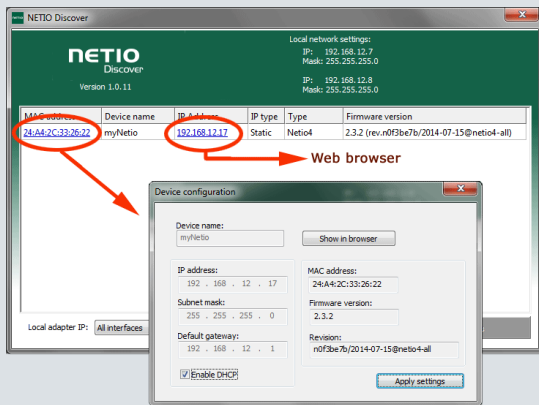 NETIO Discover
NETIO
Discover
Version 1.0.11
Local network settings:
IP: 192.168.12.7
Mask: 255.255.255.0
IP: 192.168.12.8
Mask: 255.255.255.0
MAC address Device name IP Address IP type Type Firmware version
24:A4:2C:33:26:22 myNetio 192.168.12.17 Static Netio4 2.3.2 (rev.n0f3be7b/2014-07-15@netio4-all)
Web browser
Device configuration
Device name:
myNetio
Show in browser
IP address:
192 . 168 . 12 . 17
Subnet mask:
255 . 255 . 255 . 0
Default gateway:
192 . 168 . 12 . 1
Enable DHCP
MAC address:
24:A4:2C:33:26:22
Firmware version:
2.3.2
Revision:
n0f3be7b/2014-07-15@netio4-all
Apply settings
Local adapter IP: All interfaces